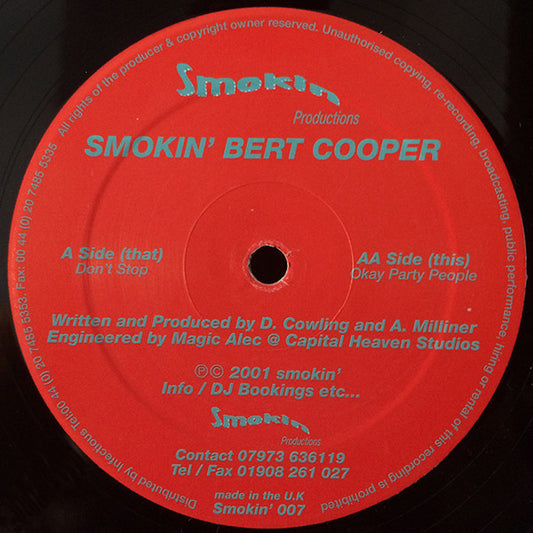 Smokin
Productions
SMOKIN' BERT COOPER
A Side (that)
Don't Stop
AA Side (this)
Okay Party People
Written and Produced by D. Cowling and A. Milliner
Engineered by Magic Alec @ Capital Heaven Studios
℗© 2001 smokin'
Info / DJ Bookings etc...
Smokin
Productions
Contact 07973 636119
Tel / Fax 01908 261 027
made in the U.K
Smokin' 007
All rights of the producer & copyright owner reserved. Unauthorised copying, re-recording, broadcasting, public performance, hiring or rental of this recording is prohibited
Distributed by Infectious Tel:00 44 (0) 20 7485 5353. Fax: 00 44 (0) 20 7485 5335